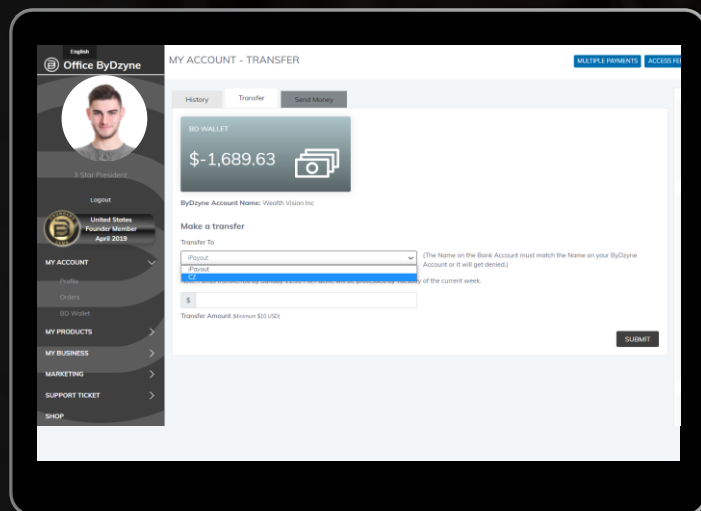 English
Office ByDzyne
3 Star President
Logout
United States
Founder Member
April 2019
MY ACCOUNT
Profile
Orders
BD Wallet
MY PRODUCTS
MY BUSINESS
MARKETING
SUPPORT TICKET
SHOP
MY ACCOUNT - TRANSFER
MULTIPLE PAYMENTS
ACCESS FE
History
Transfer
Send Money
BD WALLET
$-1,689.63
ByDzyne Account Name: Wealth Vision Inc
Make a transfer
Transfer To
iPayout
(The Name on the Bank Account must match the Name on your ByDzyne
Account or it will get denied.)
iPayout
CZ
of the current week.
$
Transfer Amount (Minimum $10 USD)
SUBMIT